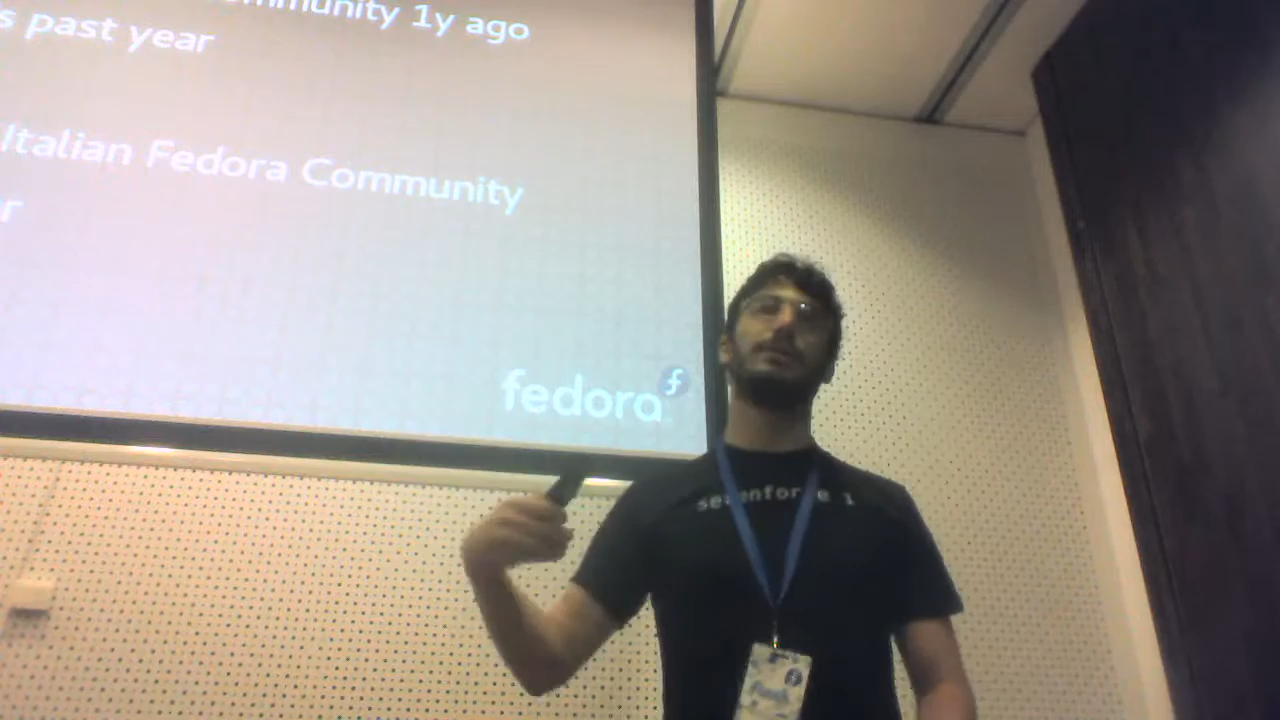 mmunity 1y ago
s past year
Italian Fedora Community
r
fedora
setenforce 1